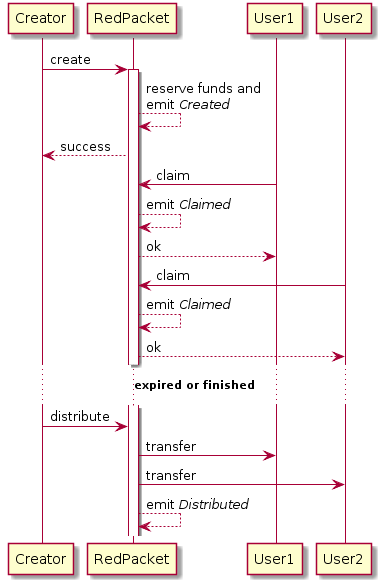 Creator RedPacket User1 User2
create
reserve funds and
emit Created
success
claim
emit Claimed
ok
claim
emit Claimed
ok
expired or finished
distribute
transfer
transfer
emit Distributed
Creator RedPacket User1 User2